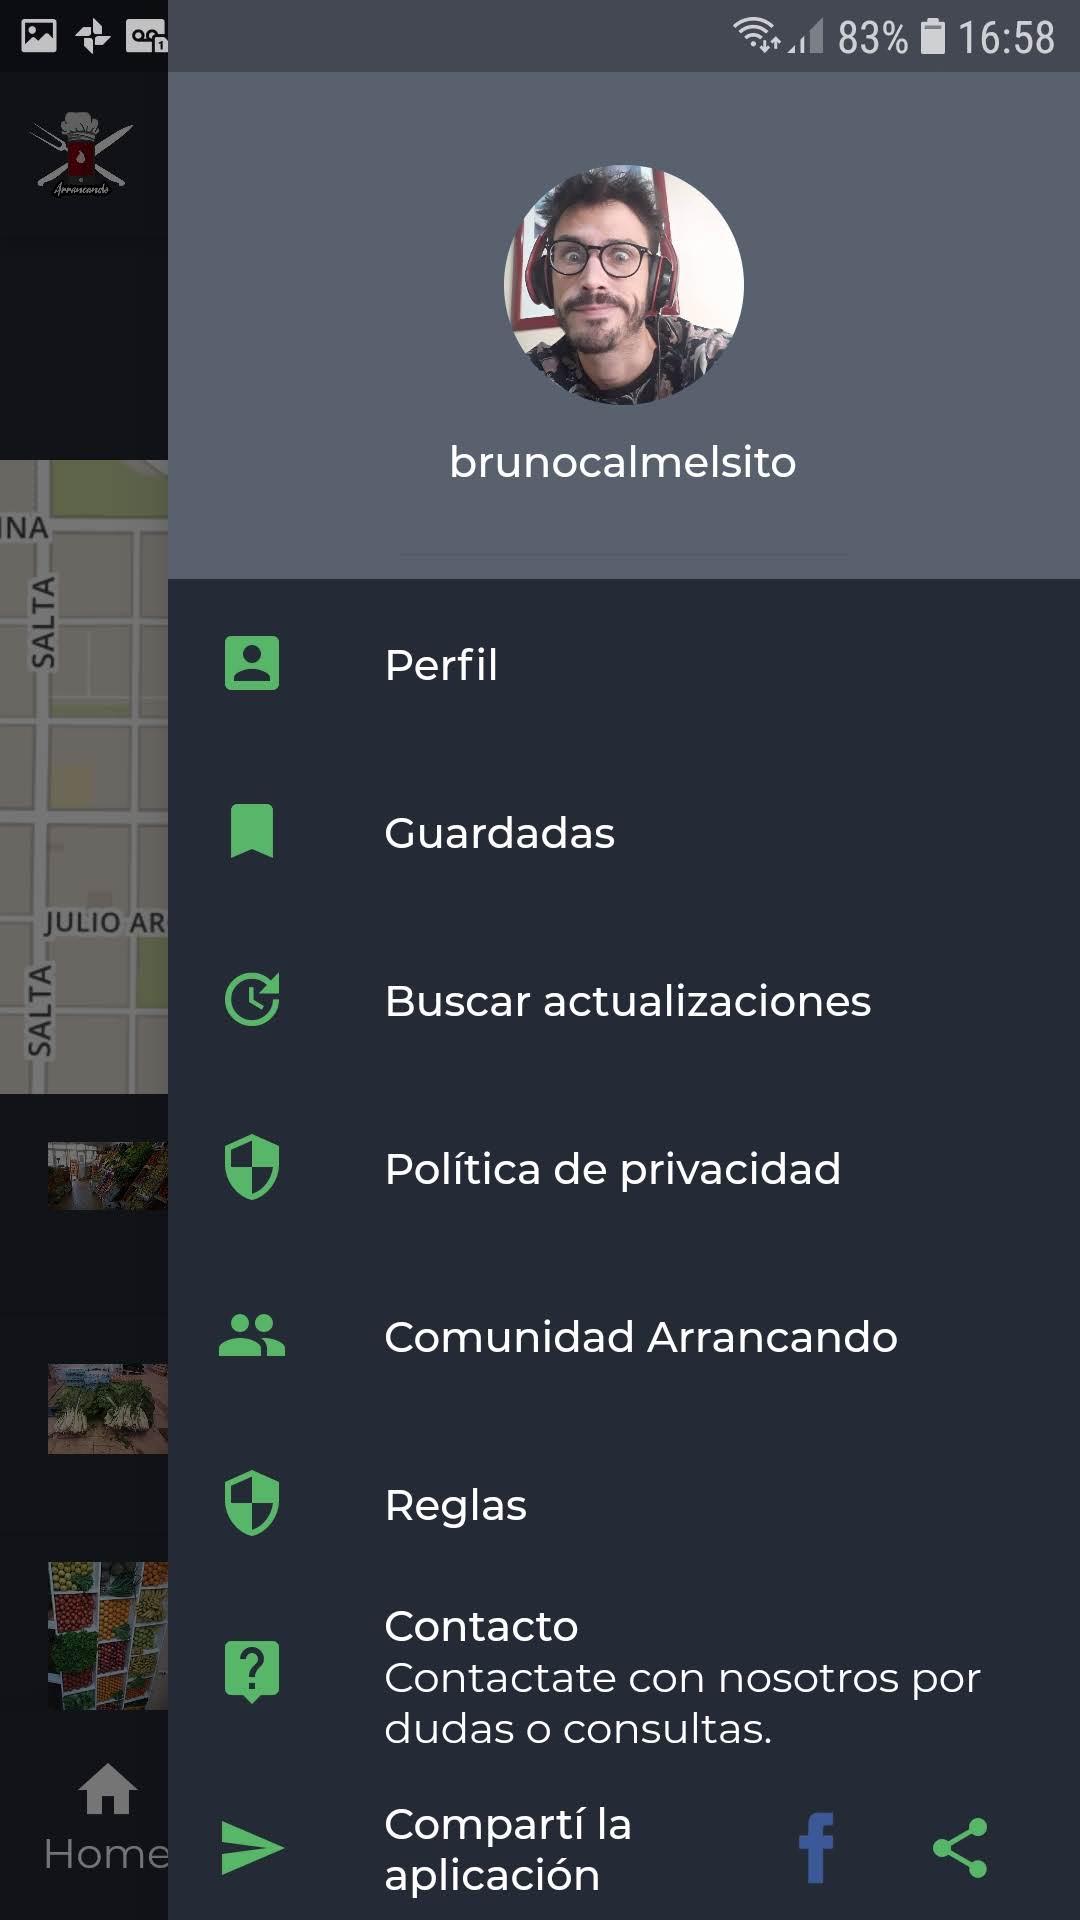 83% 16:58
Arrancando
brunocalmelsito
INA
SALTA
JULIO AR
SALTA
Perfil
Guardadas
Buscar actualizaciones
Política de privacidad
Comunidad Arrancando
Reglas
Contacto
Contactate con nosotros por
dudas o consultas.
Home
Compartí la
aplicación